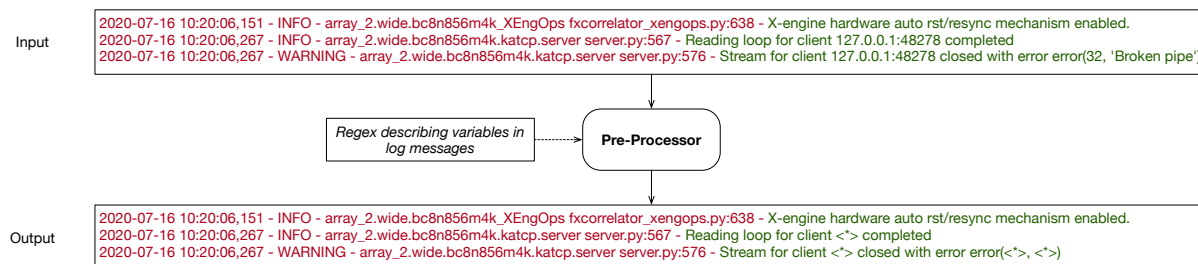 Input
2020-07-16 10:20:06,151 - INFO - array_2.wide.bc8n856m4k_XEngOps fxcorrelator_xengops.py:638 - X-engine hardware auto rst/resync mechanism enabled.
2020-07-16 10:20:06,267 - INFO - array_2.wide.bc8n856m4k.katcp.server server.py:567 - Reading loop for client 127.0.0.1:48278 completed
2020-07-16 10:20:06,267 - WARNING - array_2.wide.bc8n856m4k.katcp.server server.py:576 - Stream for client 127.0.0.1:48278 closed with error error(32, 'Broken pipe')
Regex describing variables in
log messages
Pre-Processor
Output
2020-07-16 10:20:06,151 - INFO - array_2.wide.bc8n856m4k_XEngOps fxcorrelator_xengops.py:638 - X-engine hardware auto rst/resync mechanism enabled.
2020-07-16 10:20:06,267 - INFO - array_2.wide.bc8n856m4k.katcp.server server.py:567 - Reading loop for client <*> completed
2020-07-16 10:20:06,267 - WARNING - array_2.wide.bc8n856m4k.katcp.server server.py:576 - Stream for client <*> closed with error error(<*>, <*>)